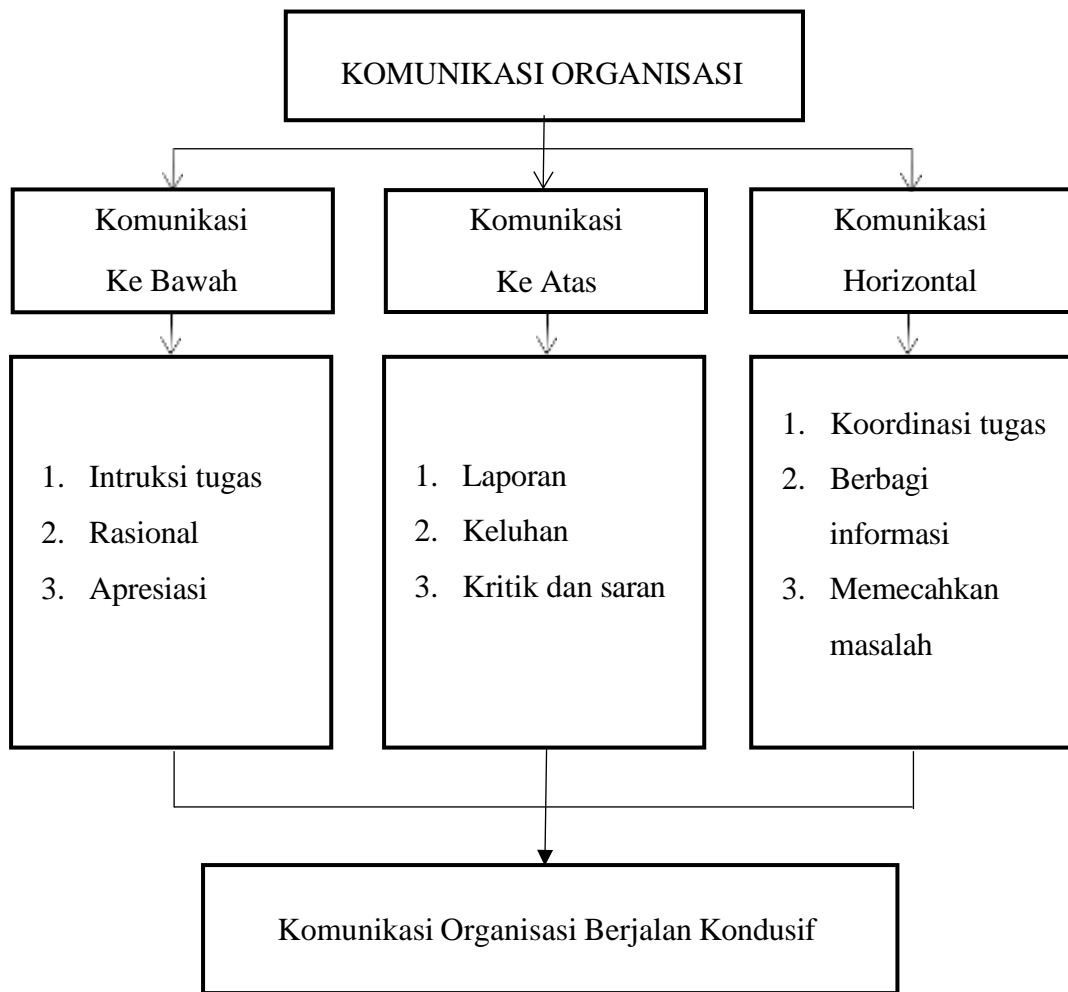 KOMUNIKASI ORGANISASI
Komunikasi
Ke Bawah
Komunikasi
Ke Atas
Komunikasi
Horizontal
1. Intruksi tugas
2. Rasional
3. Apresiasi
1. Laporan
2. Keluhan
3. Kritik dan saran
1. Koordinasi tugas
2. Berbagi
informasi
3. Memecahkan
masalah
Komunikasi Organisasi Berjalan Kondusif